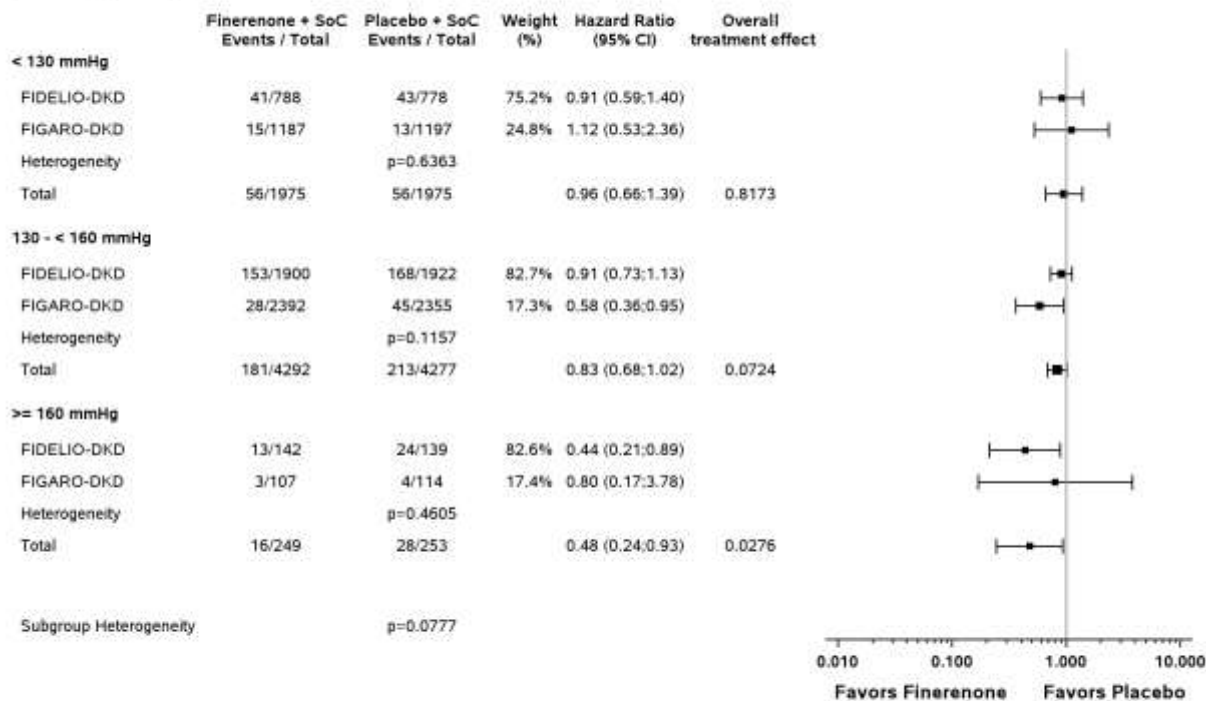 Finerenone + SoC Placebo + SoC Weight Hazard Ratio Overall
Events / Total Events / Total (%) (95% CI) treatment effect
< 130 mmHg
FIDELIO-DKD 41/788 43/778 75.2% 0.91 (0.59;1.40)
FIGARO-DKD 15/1187 13/1197 24.8% 1.12 (0.53;2.36)
Heterogeneity p=0.6363
Total 56/1975 56/1975 0.96 (0.66;1.39) 0.8173
130 - < 160 mmHg
FIDELIO-DKD 153/1900 168/1922 82.7% 0.91 (0.73;1.13)
FIGARO-DKD 28/2392 45/2355 17.3% 0.58 (0.36;0.95)
Heterogeneity p=0.1157
Total 181/4292 213/4277 0.83 (0.68;1.02) 0.0724
>= 160 mmHg
FIDELIO-DKD 13/142 24/139 82.6% 0.44 (0.21;0.89)
FIGARO-DKD 3/107 4/114 17.4% 0.80 (0.17;3.78)
Heterogeneity p=0.4605
Total 16/249 28/253 0.48 (0.24;0.93) 0.0276
Subgroup Heterogeneity p=0.0777
0.010 0.100 1.000 10.000
Favors Finerenone Favors Placebo